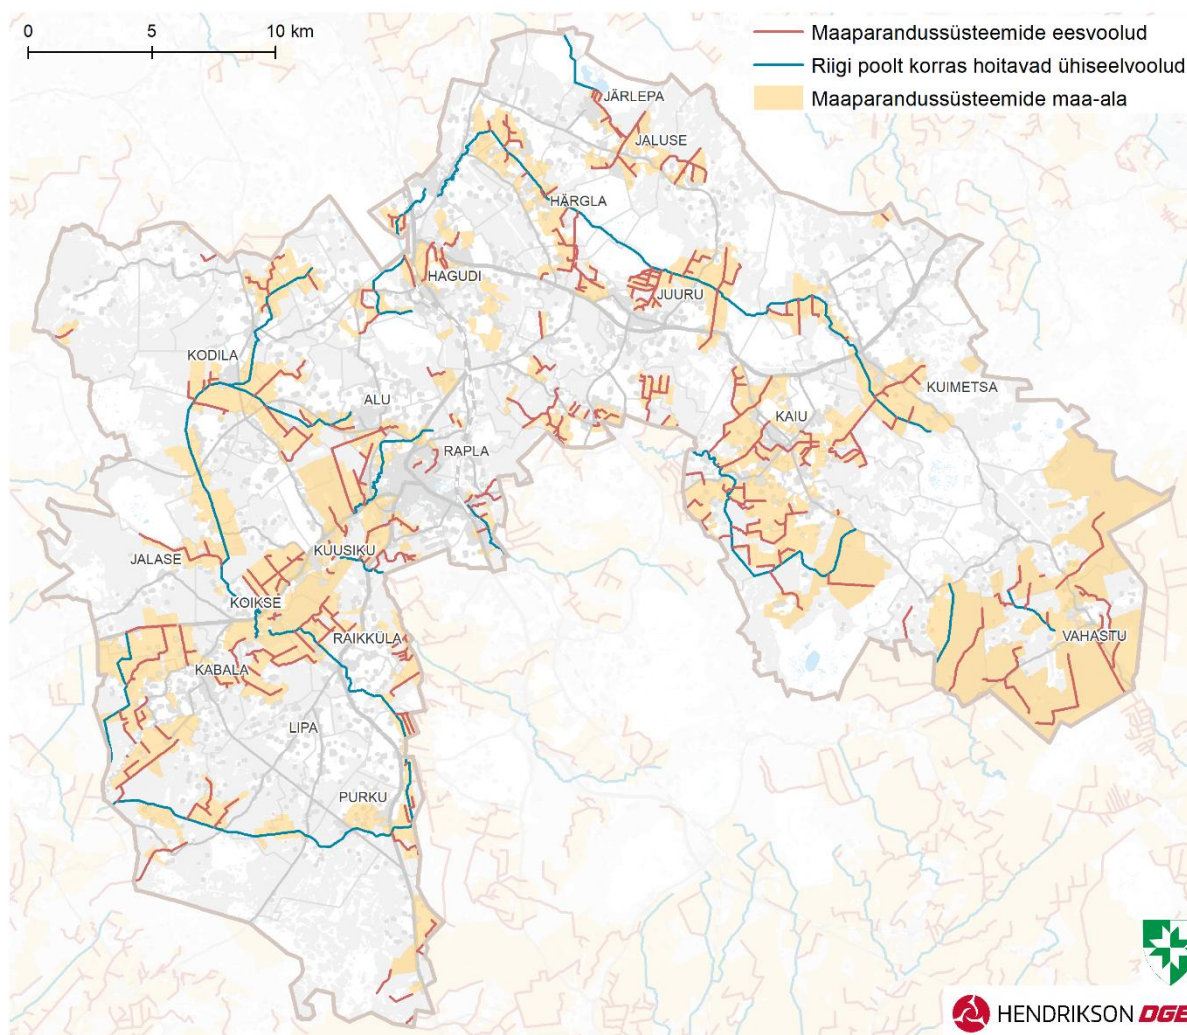 0 5 10 km
Maaparandussüsteemide eesvoolud
Riigi poolt korras hoitavad ühiseelvoolud
Maaparandussüsteemide maa-ala
JÄRLEPA
JALUSE
HÄRGLA
HAGUDI
JUURU
KODILA
KUIMETSA
ALU
KAIU
RAPLA
JALASE
KUUSIKU
KOIKSE
RAIKKÜLA
VAHASTU
KABALA
LIPA
PURKU
HENDRIKSON DGE